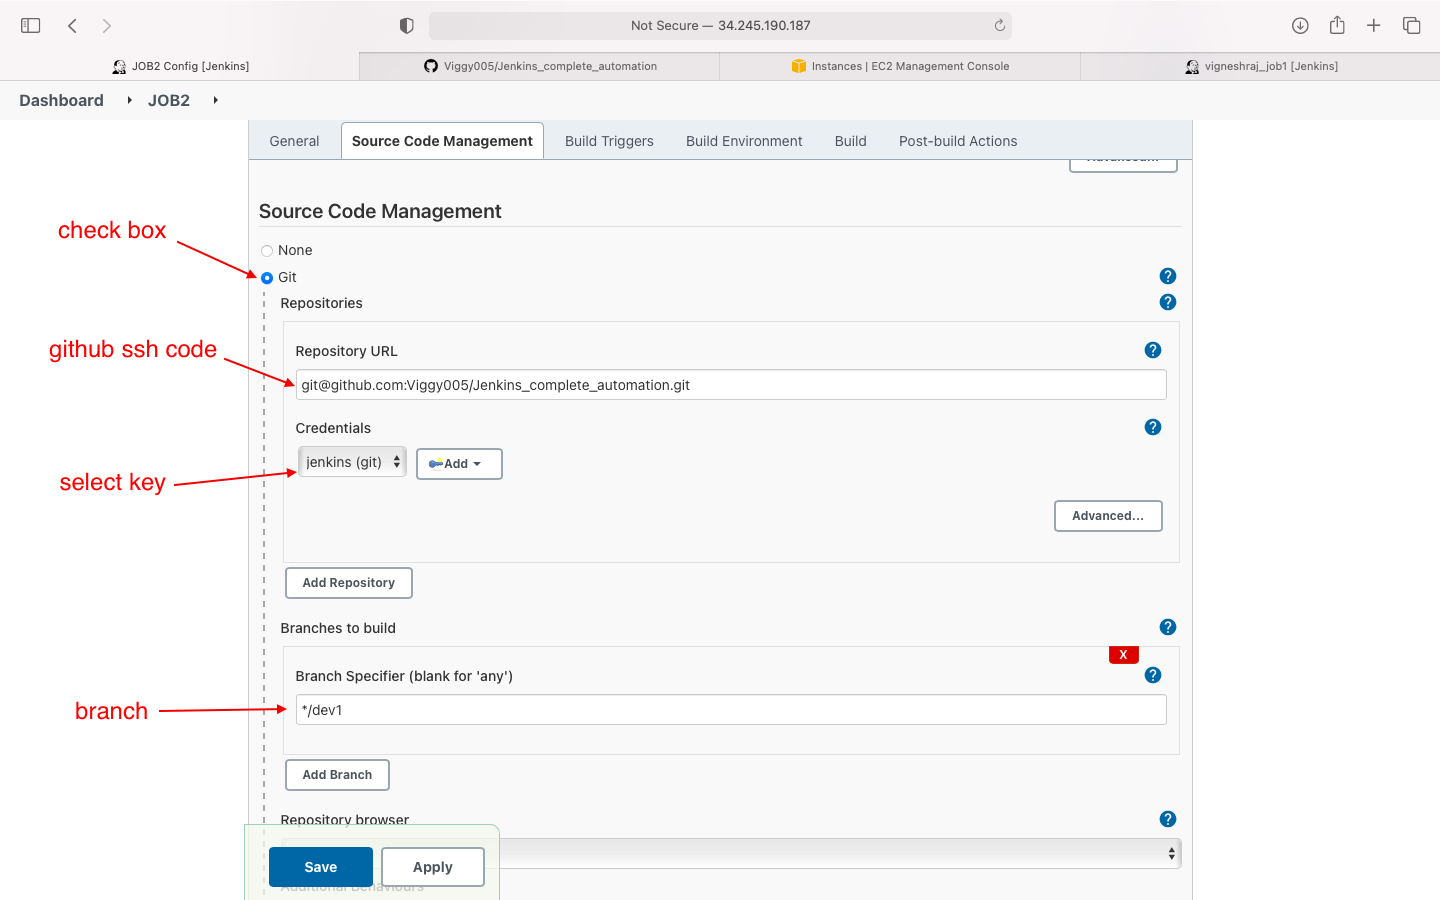 Not Secure — 34.245.190.187
JOB2 Config [Jenkins]
Viggy005/Jenkins_complete_automation
Instances | EC2 Management Console
vigneshraj_job1 [Jenkins]
Dashboard
JOB2
General
Source Code Management
Build Triggers
Build Environment
Build
Post-build Actions
Advanced...
Source Code Management
check box
None
Git
?
Repositories
?
github ssh code
Repository URL
?
git@github.com:Viggy005/Jenkins_complete_automation.git
Credentials
?
select key
jenkins (git)
Add
Advanced...
Add Repository
Branches to build
?
X
Branch Specifier (blank for 'any')
?
branch
*/dev1
Add Branch
Repository browser
?
Save
Apply
Additional Behaviours